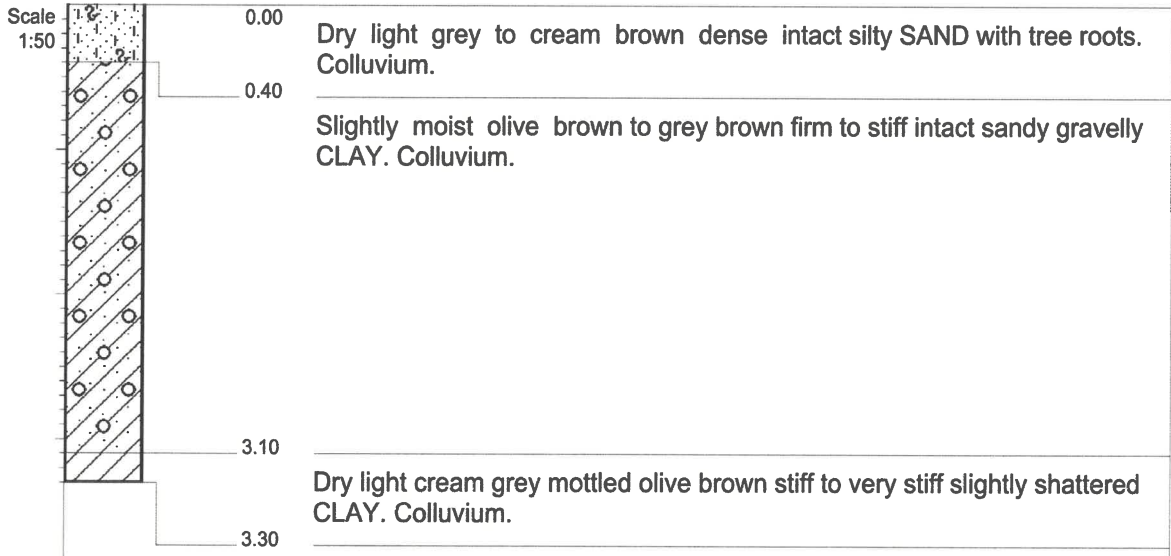 Scale
1:50
0.00
Dry light grey to cream brown dense intact silty SAND with tree roots.
Colluvium.
0.40
Slightly moist olive brown to grey brown firm to stiff intact sandy gravelly
CLAY. Colluvium.
3.10
Dry light cream grey mottled olive brown stiff to very stiff slightly shattered
CLAY. Colluvium.
3.30